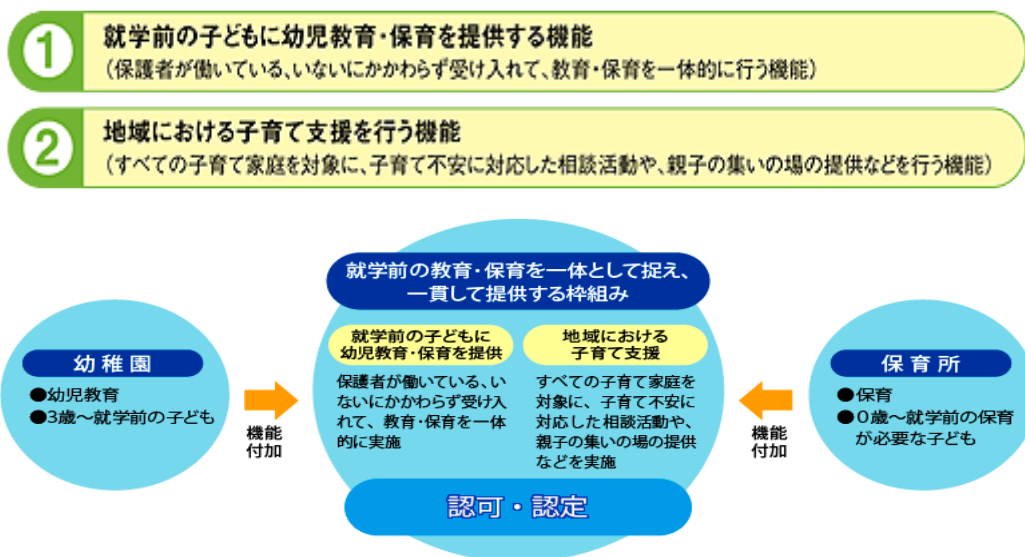 1
就学前の子どもに幼児教育・保育を提供する機能
(保護者が働いている、いないにかかわらず受け入れて、教育・保育を一体的に行う機能)
2
地域における子育て支援を行う機能
(すべての子育て家庭を対象に、子育て不安に対応した相談活動や、親子の集いの場の提供などを行う機能)
就学前の教育・保育を一体として捉え、
一貫して提供する枠組み
幼稚園
●幼児教育
●3歳～就学前の子ども
機能
付加
就学前の子どもに
幼児教育・保育を提供
保護者が働いている、い
ないにかかわらず受け入
れて、教育・保育を一体
的に実施
地域における
子育て支援
すべての子育て家庭を
対象に、子育て不安に
対応した相談活動や、
親子の集いの場の提供
などを実施
認可・認定
機能
付加
保育所
●保育
●0歳～就学前の保育
が必要な子ども